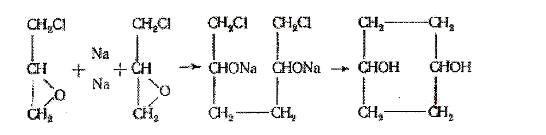 CH₂Cl CH₂Cl CH₂Cl CH₂Cl CH₂ CH₂
CH + Na Na + CH → CHONa CHONa → CHOH CHOH
O O
CH₂ CH₂ CH₂ CH₂ CH₂ CH₂